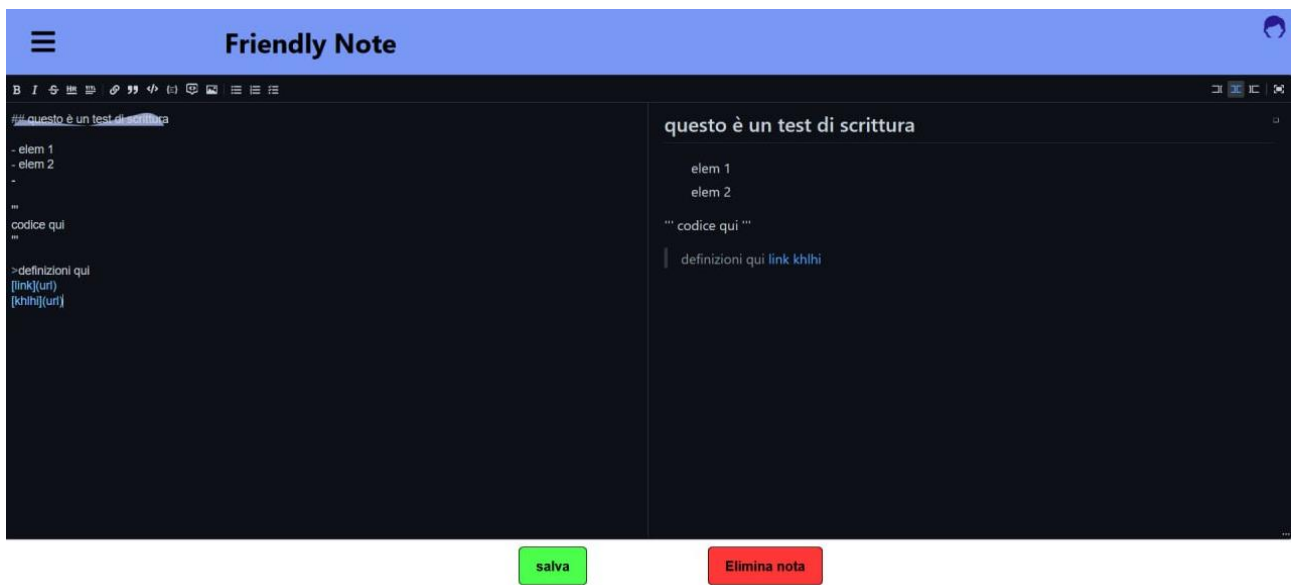 Friendly Note
## questo è un test di scrittura
- elem 1
- elem 2
-
'''
codice qui
'''
>definizioni qui
[link](url)
[khlhi](url)
questo è un test di scrittura
elem 1
elem 2
''' codice qui '''
definizioni qui link khlhi
salva
Elimina nota